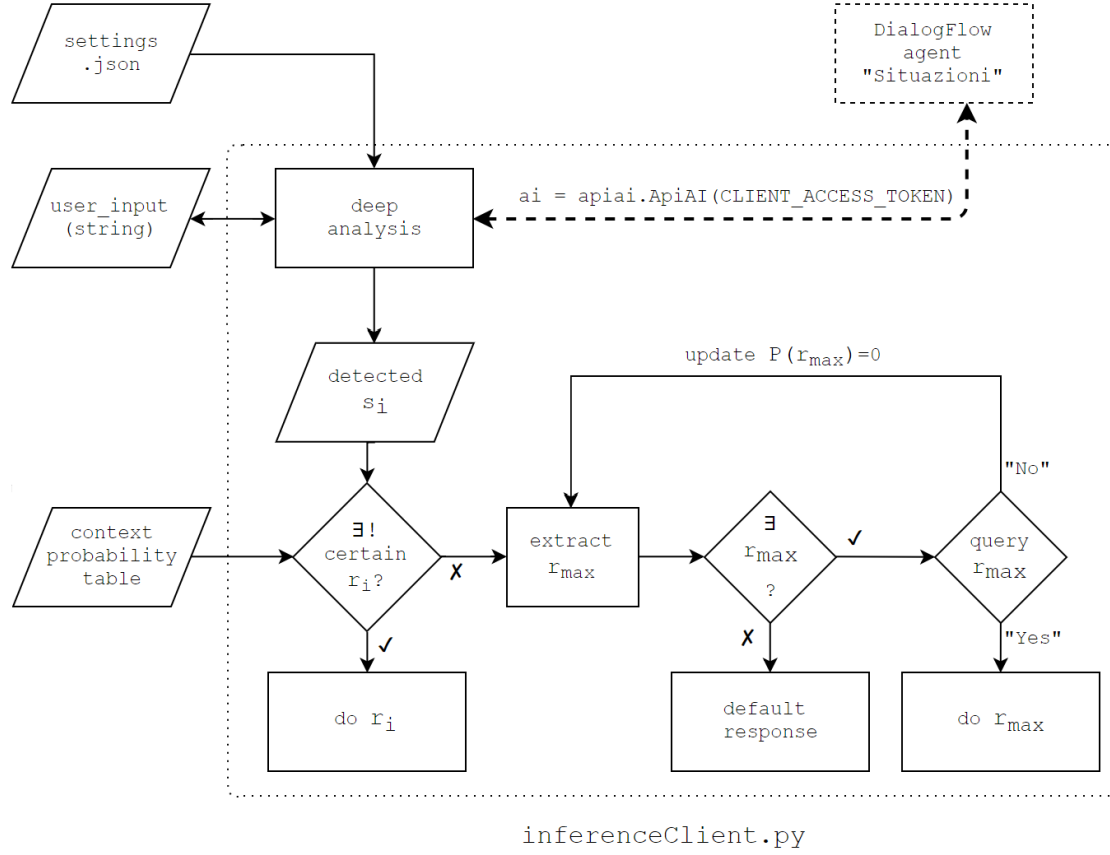 settings
.json
DialogFlow
agent
"Situazioni"
user_input
(string)
deep
analysis
ai = apiai.ApiAI(CLIENT_ACCESS_TOKEN)
detected
si
update P(rmax)=0
"No"
context
probability
table
∃!
certain
ri?
✗
extract
rmax
∃
rmax
?
✓
query
rmax
✓
✗
"Yes"
do ri
default
response
do rmax
inferenceClient.py